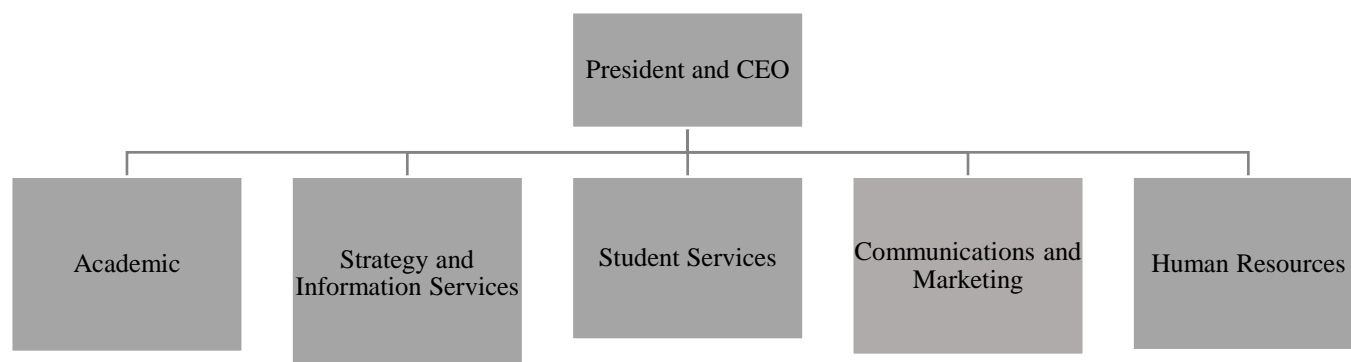 President and CEO
Academic
Strategy and
Information Services
Student Services
Communications and
Marketing
Human Resources